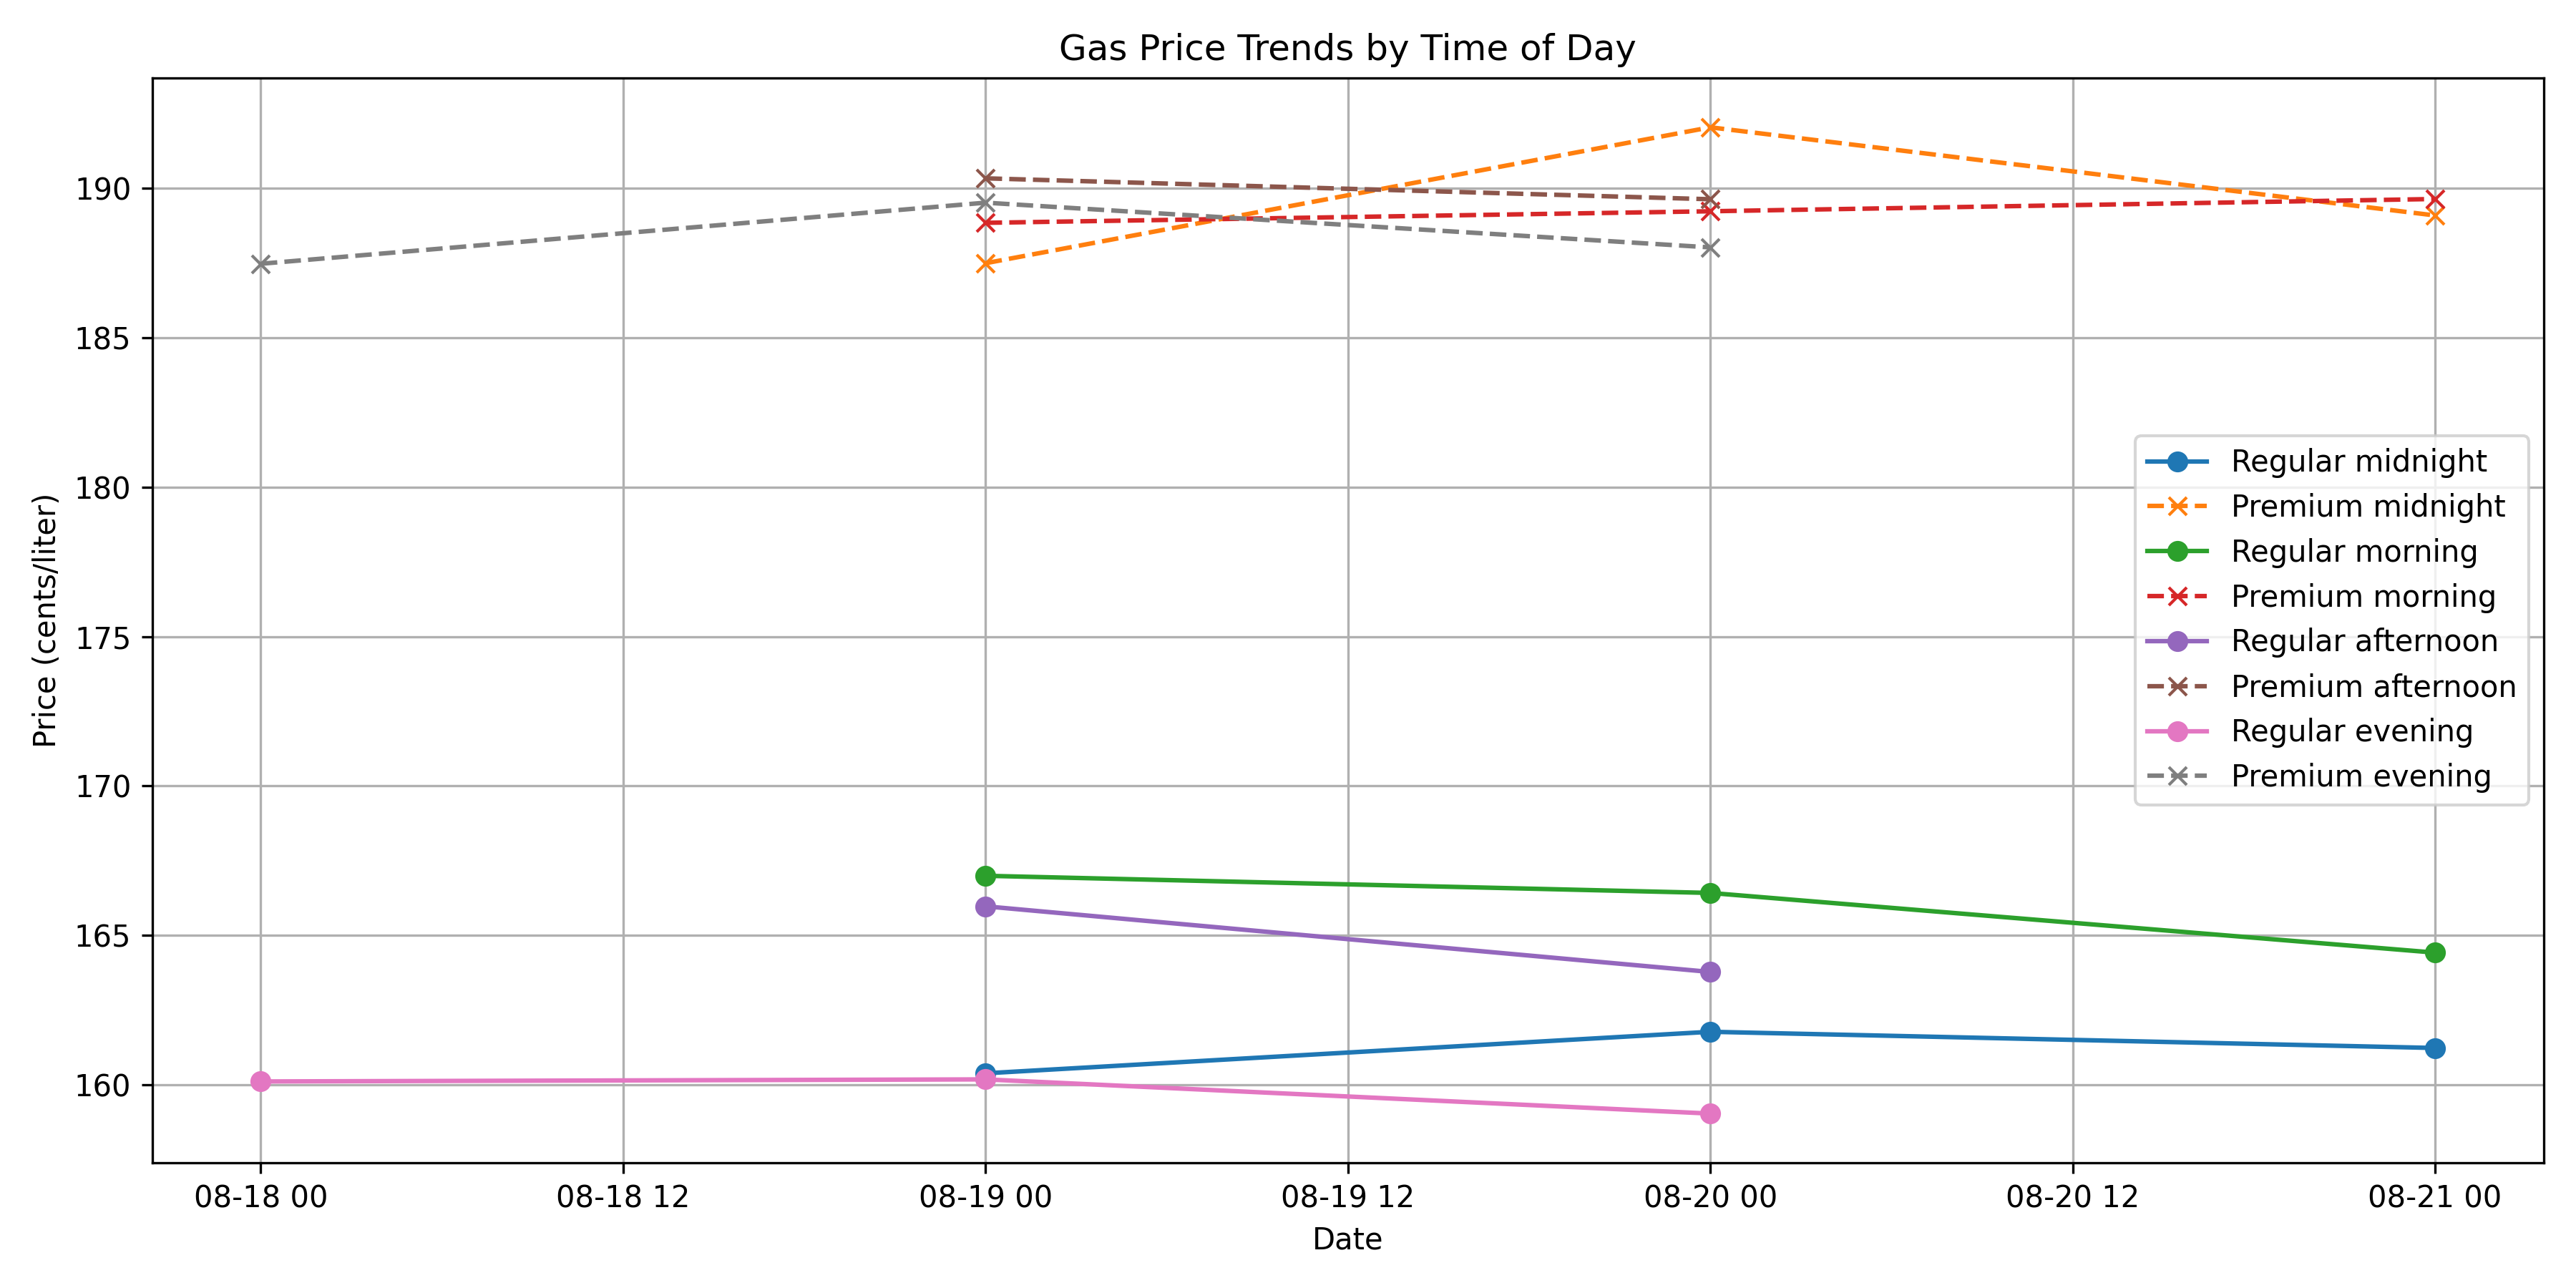 Gas Price Trends by Time of Day
Price (cents/liter)
190
185
180
175
170
165
160
Regular midnight
Premium midnight
Regular morning
Premium morning
Regular afternoon
Premium afternoon
Regular evening
Premium evening
08-18 00 08-18 12 08-19 00 08-19 12 08-20 00 08-20 12 08-21 00
Date